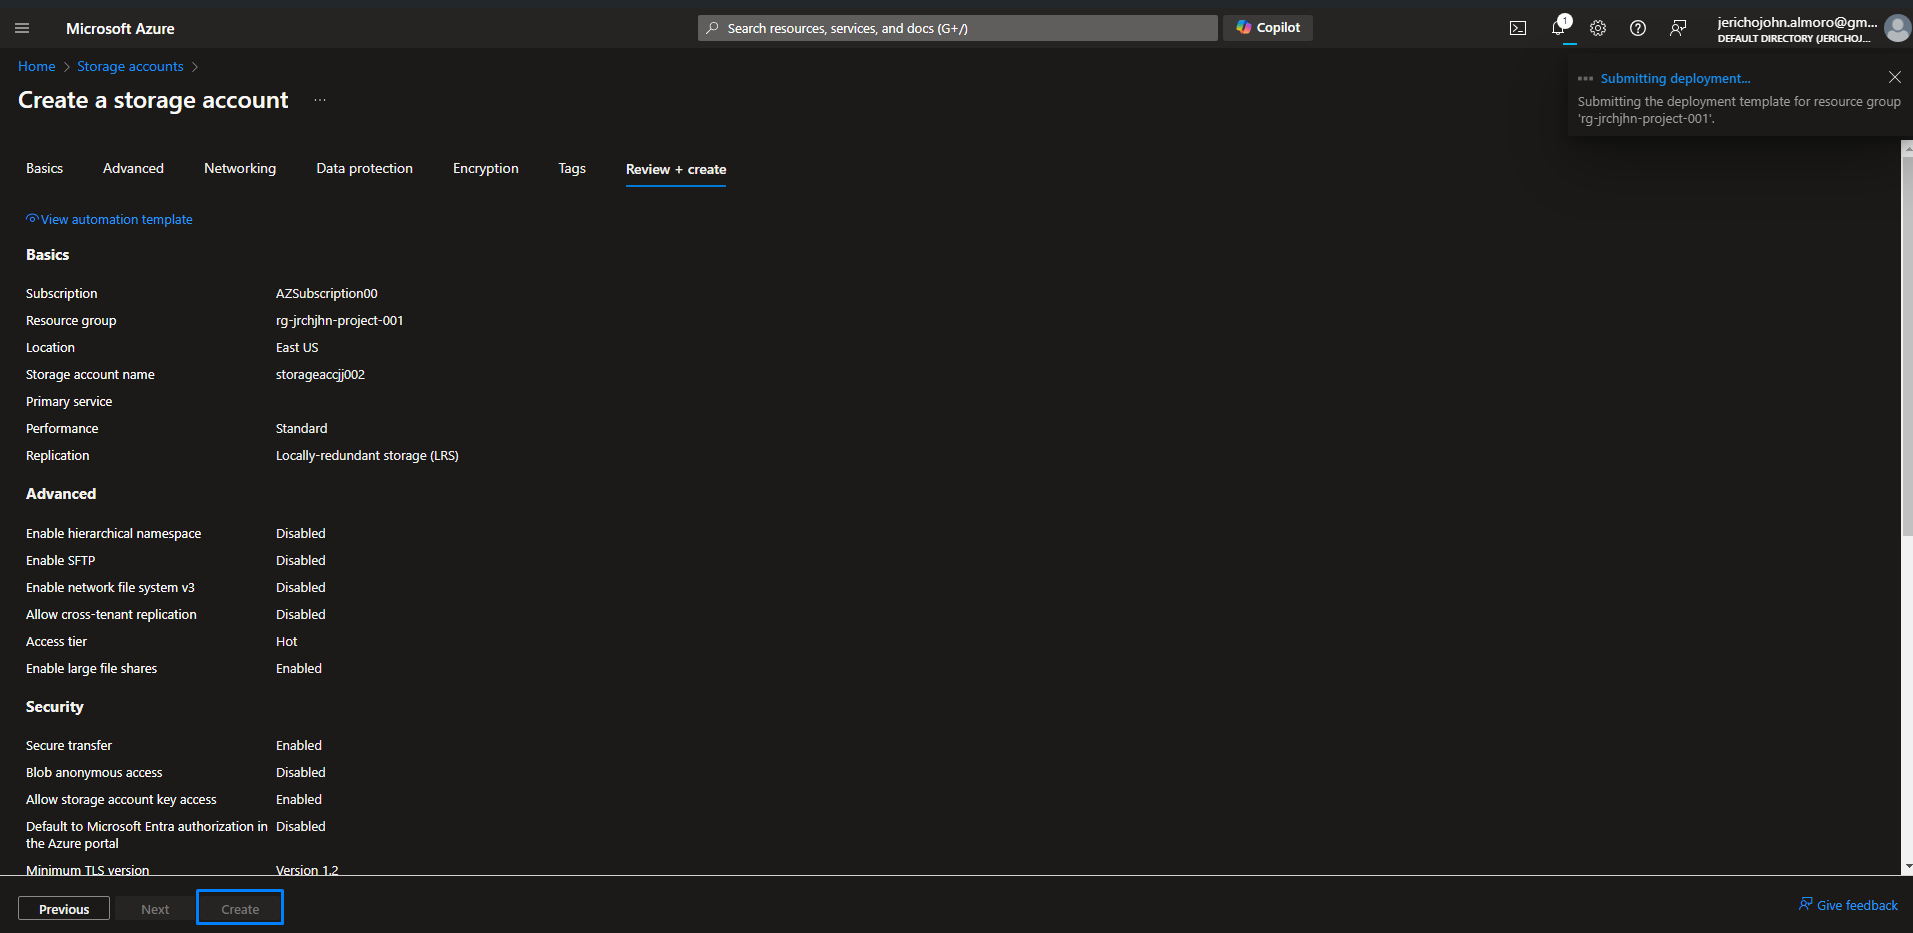 Microsoft Azure
Search resources, services, and docs (G+/)
Copilot
1
jerichojohn.almoro@gm...
DEFAULT DIRECTORY (JERICHOJ...
Home > Storage accounts >
Create a storage account ...
Submitting deployment...
Submitting the deployment template for resource group
'rg-jrchjhn-project-001'.
Basics Advanced Networking Data protection Encryption Tags Review + create
View automation template
Basics
Subscription AZSubscription00
Resource group rg-jrchjhn-project-001
Location East US
Storage account name storageaccjj002
Primary service
Performance Standard
Replication Locally-redundant storage (LRS)
Advanced
Enable hierarchical namespace Disabled
Enable SFTP Disabled
Enable network file system v3 Disabled
Allow cross-tenant replication Disabled
Access tier Hot
Enable large file shares Enabled
Security
Secure transfer Enabled
Blob anonymous access Disabled
Allow storage account key access Enabled
Default to Microsoft Entra authorization in Disabled
the Azure portal
Minimum TLS version Version 1.2
Previous Next Create
Give feedback